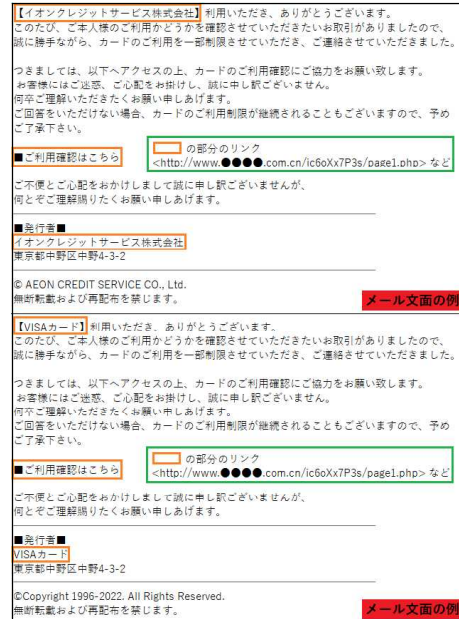 【イオンクレジットサービス株式会社】利用いただき、ありがとうございます。
このたび、ご本人様のご利用かどうかを確認させていただきたいお取引がありましたので、
誠に勝手ながら、カードのご利用を一部制限させていただき、ご連絡させていただきました。
つきましては、以下へアクセスの上、カードのご利用確認にご協力をお願い致します。
お客様にはご迷惑、ご心配をお掛けし、誠に申し訳ございません。
何卒ご理解いただきたくお願い申しあげます。
ご回答をいただけない場合、カードのご利用制限が継続されることもございますので、予め
ご了承下さい。
■ご利用確認はこちら
の部分のリンク
<http://www.●●●●.com.cn/ic6oXx7P3s/page1.php> など
ご不便とご心配をおかけしまして誠に申し訳ございませんが、
何とぞご理解賜りたくお願い申しあげます。
■発行者■
イオンクレジットサービス株式会社
東京都中野区中野4-3-2
© AEON CREDIT SERVICE CO., Ltd.
無断転載および再配布を禁じます。
メール文面の例
【VISAカード】利用いただき、ありがとうございます。
このたび、ご本人様のご利用かどうかを確認させていただきたいお取引がありましたので、
誠に勝手ながら、カードのご利用を一部制限させていただき、ご連絡させていただきました。
つきましては、以下へアクセスの上、カードのご利用確認にご協力をお願い致します。
お客様にはご迷惑、ご心配をお掛けし、誠に申し訳ございません。
何卒ご理解いただきたくお願い申しあげます。
ご回答をいただけない場合、カードのご利用制限が継続されることもございますので、予め
ご了承下さい。
■ご利用確認はこちら
の部分のリンク
<http://www.●●●●.com.cn/ic6oXx7P3s/page1.php> など
ご不便とご心配をおかけしまして誠に申し訳ございませんが、
何とぞご理解賜りたくお願い申しあげます。
■発行者■
VISAカード
東京都中野区中野4-3-2
©Copyright 1996-2022. All Rights Reserved.
無断転載および再配布を禁じます。
メール文面の例